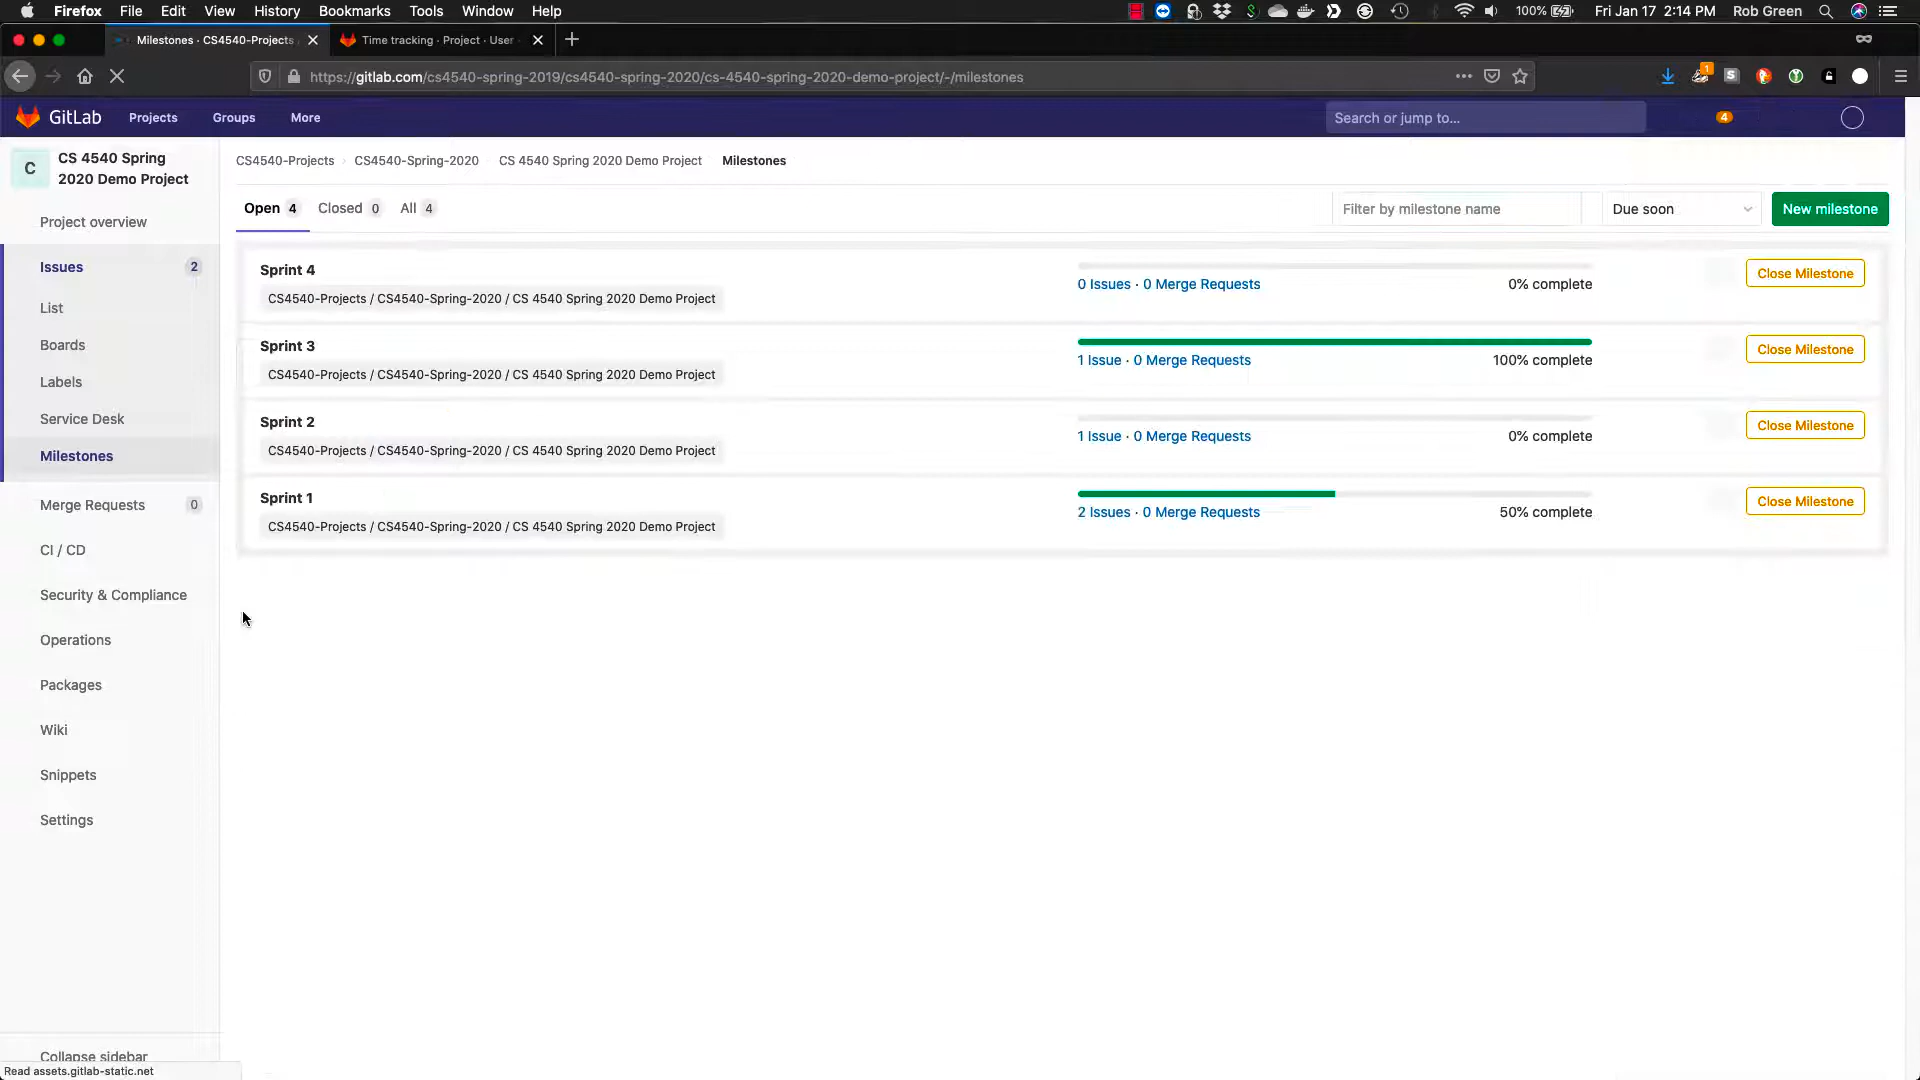 Firefox File Edit View History Bookmarks Tools Window Help 100% Fri Jan 17 2:14 PM Rob Green
Milestones · CS4540-Projects Time tracking · Project · User
https://gitlab.com/cs4540-spring-2019/cs4540-spring-2020/cs-4540-spring-2020-demo-project/-/milestones
GitLab Projects Groups More Search or jump to... 4
C CS 4540 Spring 2020 Demo Project
CS4540-Projects CS4540-Spring-2020 CS 4540 Spring 2020 Demo Project Milestones
Open 4 Closed 0 All 4 Filter by milestone name Due soon New milestone
Project overview
Issues 2
List
Boards
Labels
Service Desk
Milestones
Merge Requests 0
CI / CD
Security & Compliance
Operations
Packages
Wiki
Snippets
Settings
Collapse sidebar
Sprint 4
CS4540-Projects / CS4540-Spring-2020 / CS 4540 Spring 2020 Demo Project
0 Issues · 0 Merge Requests 0% complete
Close Milestone
Sprint 3
CS4540-Projects / CS4540-Spring-2020 / CS 4540 Spring 2020 Demo Project
1 Issue · 0 Merge Requests 100% complete
Close Milestone
Sprint 2
CS4540-Projects / CS4540-Spring-2020 / CS 4540 Spring 2020 Demo Project
1 Issue · 0 Merge Requests 0% complete
Close Milestone
Sprint 1
CS4540-Projects / CS4540-Spring-2020 / CS 4540 Spring 2020 Demo Project
2 Issues · 0 Merge Requests 50% complete
Close Milestone
Read assets.gitlab-static.net